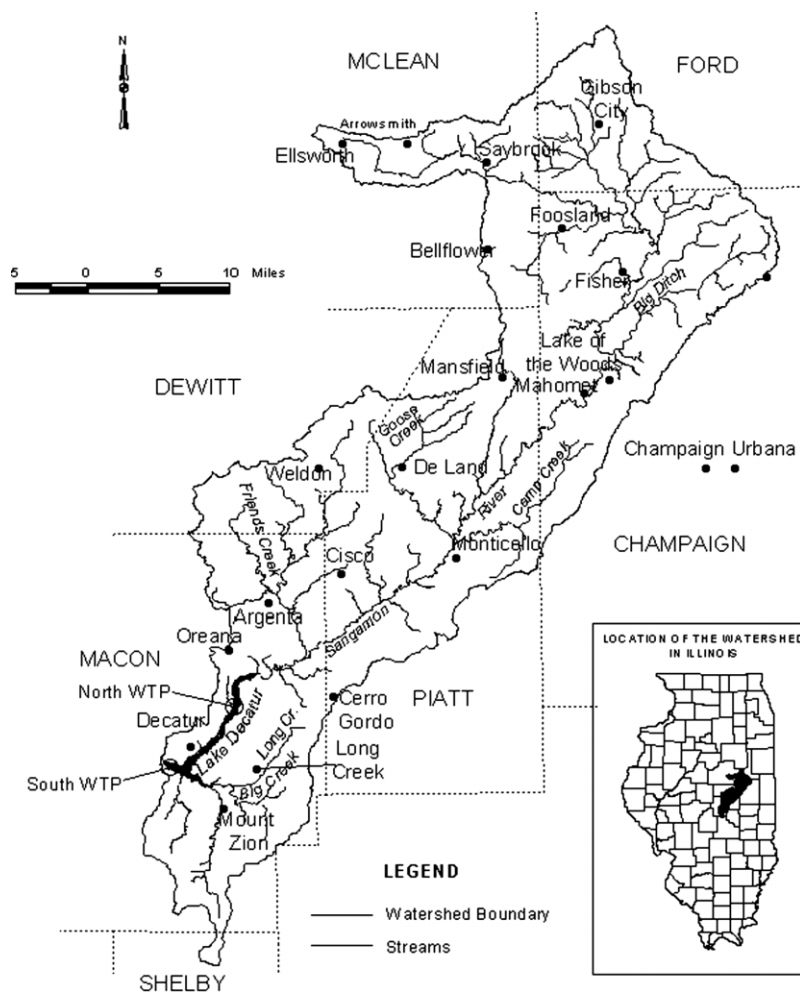 N
MCLEAN
FORD
Gibson
City
Arrowsmith
Ellsworth
Saybrook
Foosland
Bellflower
Fisher
Big Ditch
5 0 5 10 Miles
Lake of
the Woods
Mansfield
Mahomet
DEWITT
Goose
Creek
Champaign Urbana
Weldon
De Land
River
Camp Creek
Friends Creek
Monticello
CHAMPAIGN
Cisco
Argenta
Sangamon
Oreana
MACON
North WTP
PIATT
Cerro
Gordo
Decatur
Lake Decatur
Long Cr.
Long
Creek
South WTP
Big Creek
Mount
Zion
LEGEND
Watershed Boundary
Streams
SHELBY
LOCATION OF THE WATERSHED
IN ILLINOIS